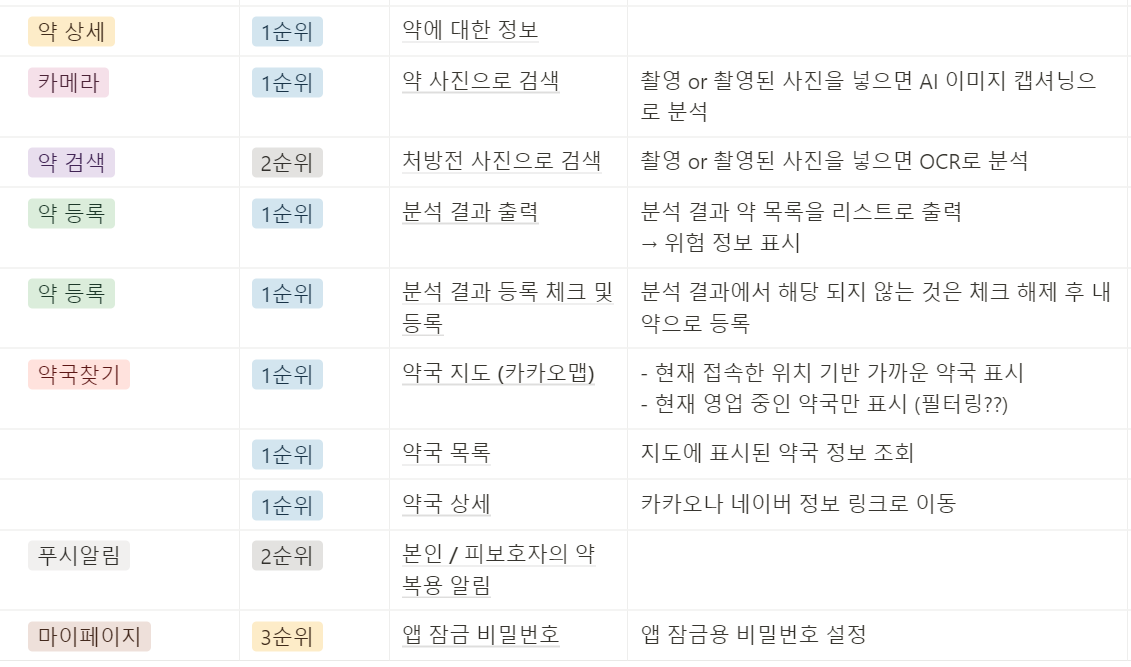 약 상세 1순위 약에 대한 정보
카메라 1순위 약 사진으로 검색 촬영 or 촬영된 사진을 넣으면 AI 이미지 캡셔닝으
로 분석
약 검색 2순위 처방전 사진으로 검색 촬영 or 촬영된 사진을 넣으면 OCR로 분석
약 등록 1순위 분석 결과 출력 분석 결과 약 목록을 리스트로 출력
→ 위험 정보 표시
약 등록 1순위 분석 결과 등록 체크 및 분석 결과에서 해당 되지 않는 것은 체크 해제 후 내
등록 약으로 등록
약국찾기 1순위 약국 지도 (카카오맵) - 현재 접속한 위치 기반 가까운 약국 표시
- 현재 영업 중인 약국만 표시 (필터링??)
1순위 약국 목록 지도에 표시된 약국 정보 조회
1순위 약국 상세 카카오나 네이버 정보 링크로 이동
푸시알림 2순위 본인 / 피보호자의 약
복용 알림
마이페이지 3순위 앱 잠금 비밀번호 앱 잠금용 비밀번호 설정